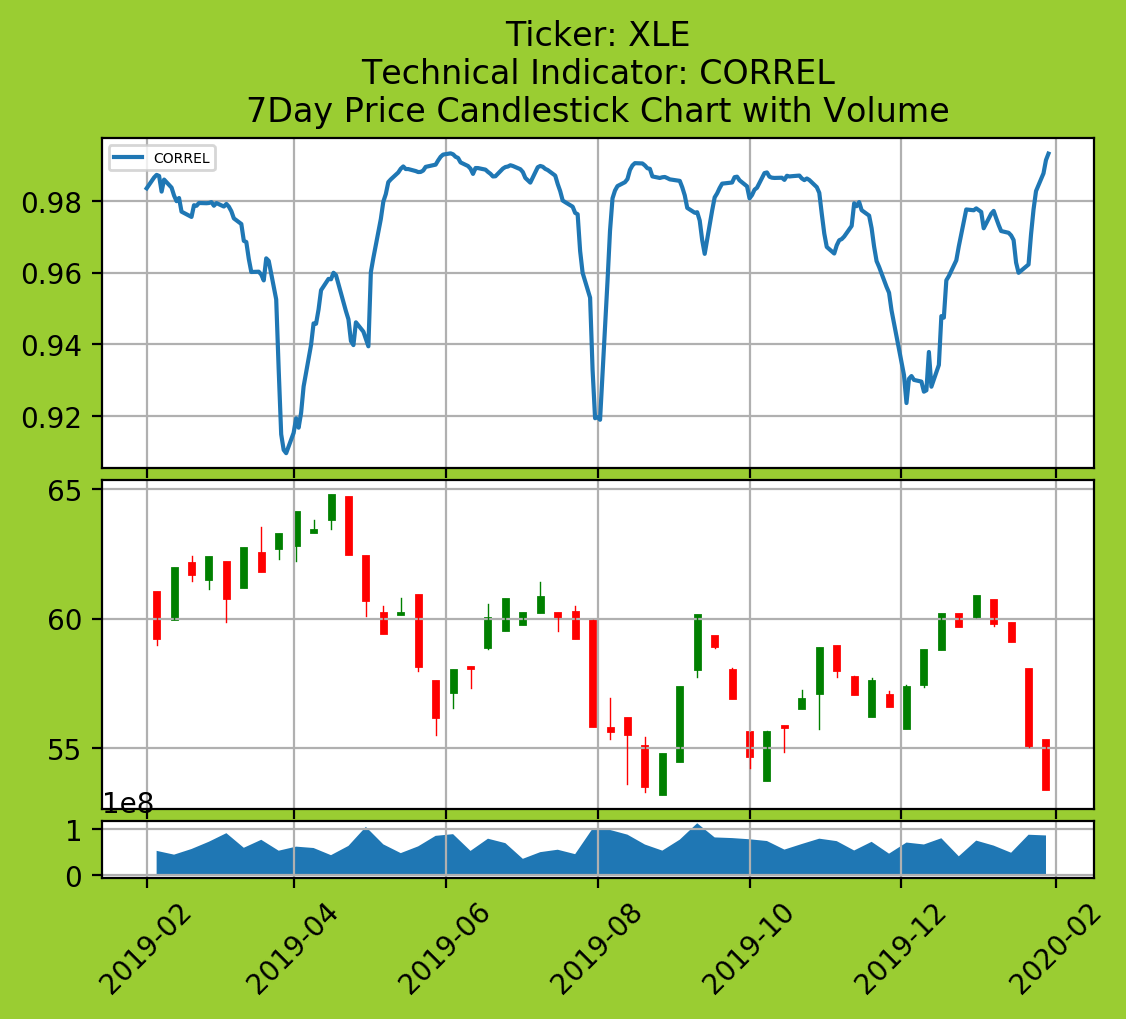 Ticker: XLE
Technical Indicator: CORREL
7Day Price Candlestick Chart with Volume
CORREL
0.98
0.96
0.94
0.92
65
60
55
1e8
1
0
2019-02 2019-04 2019-06 2019-08 2019-10 2019-12 2020-02